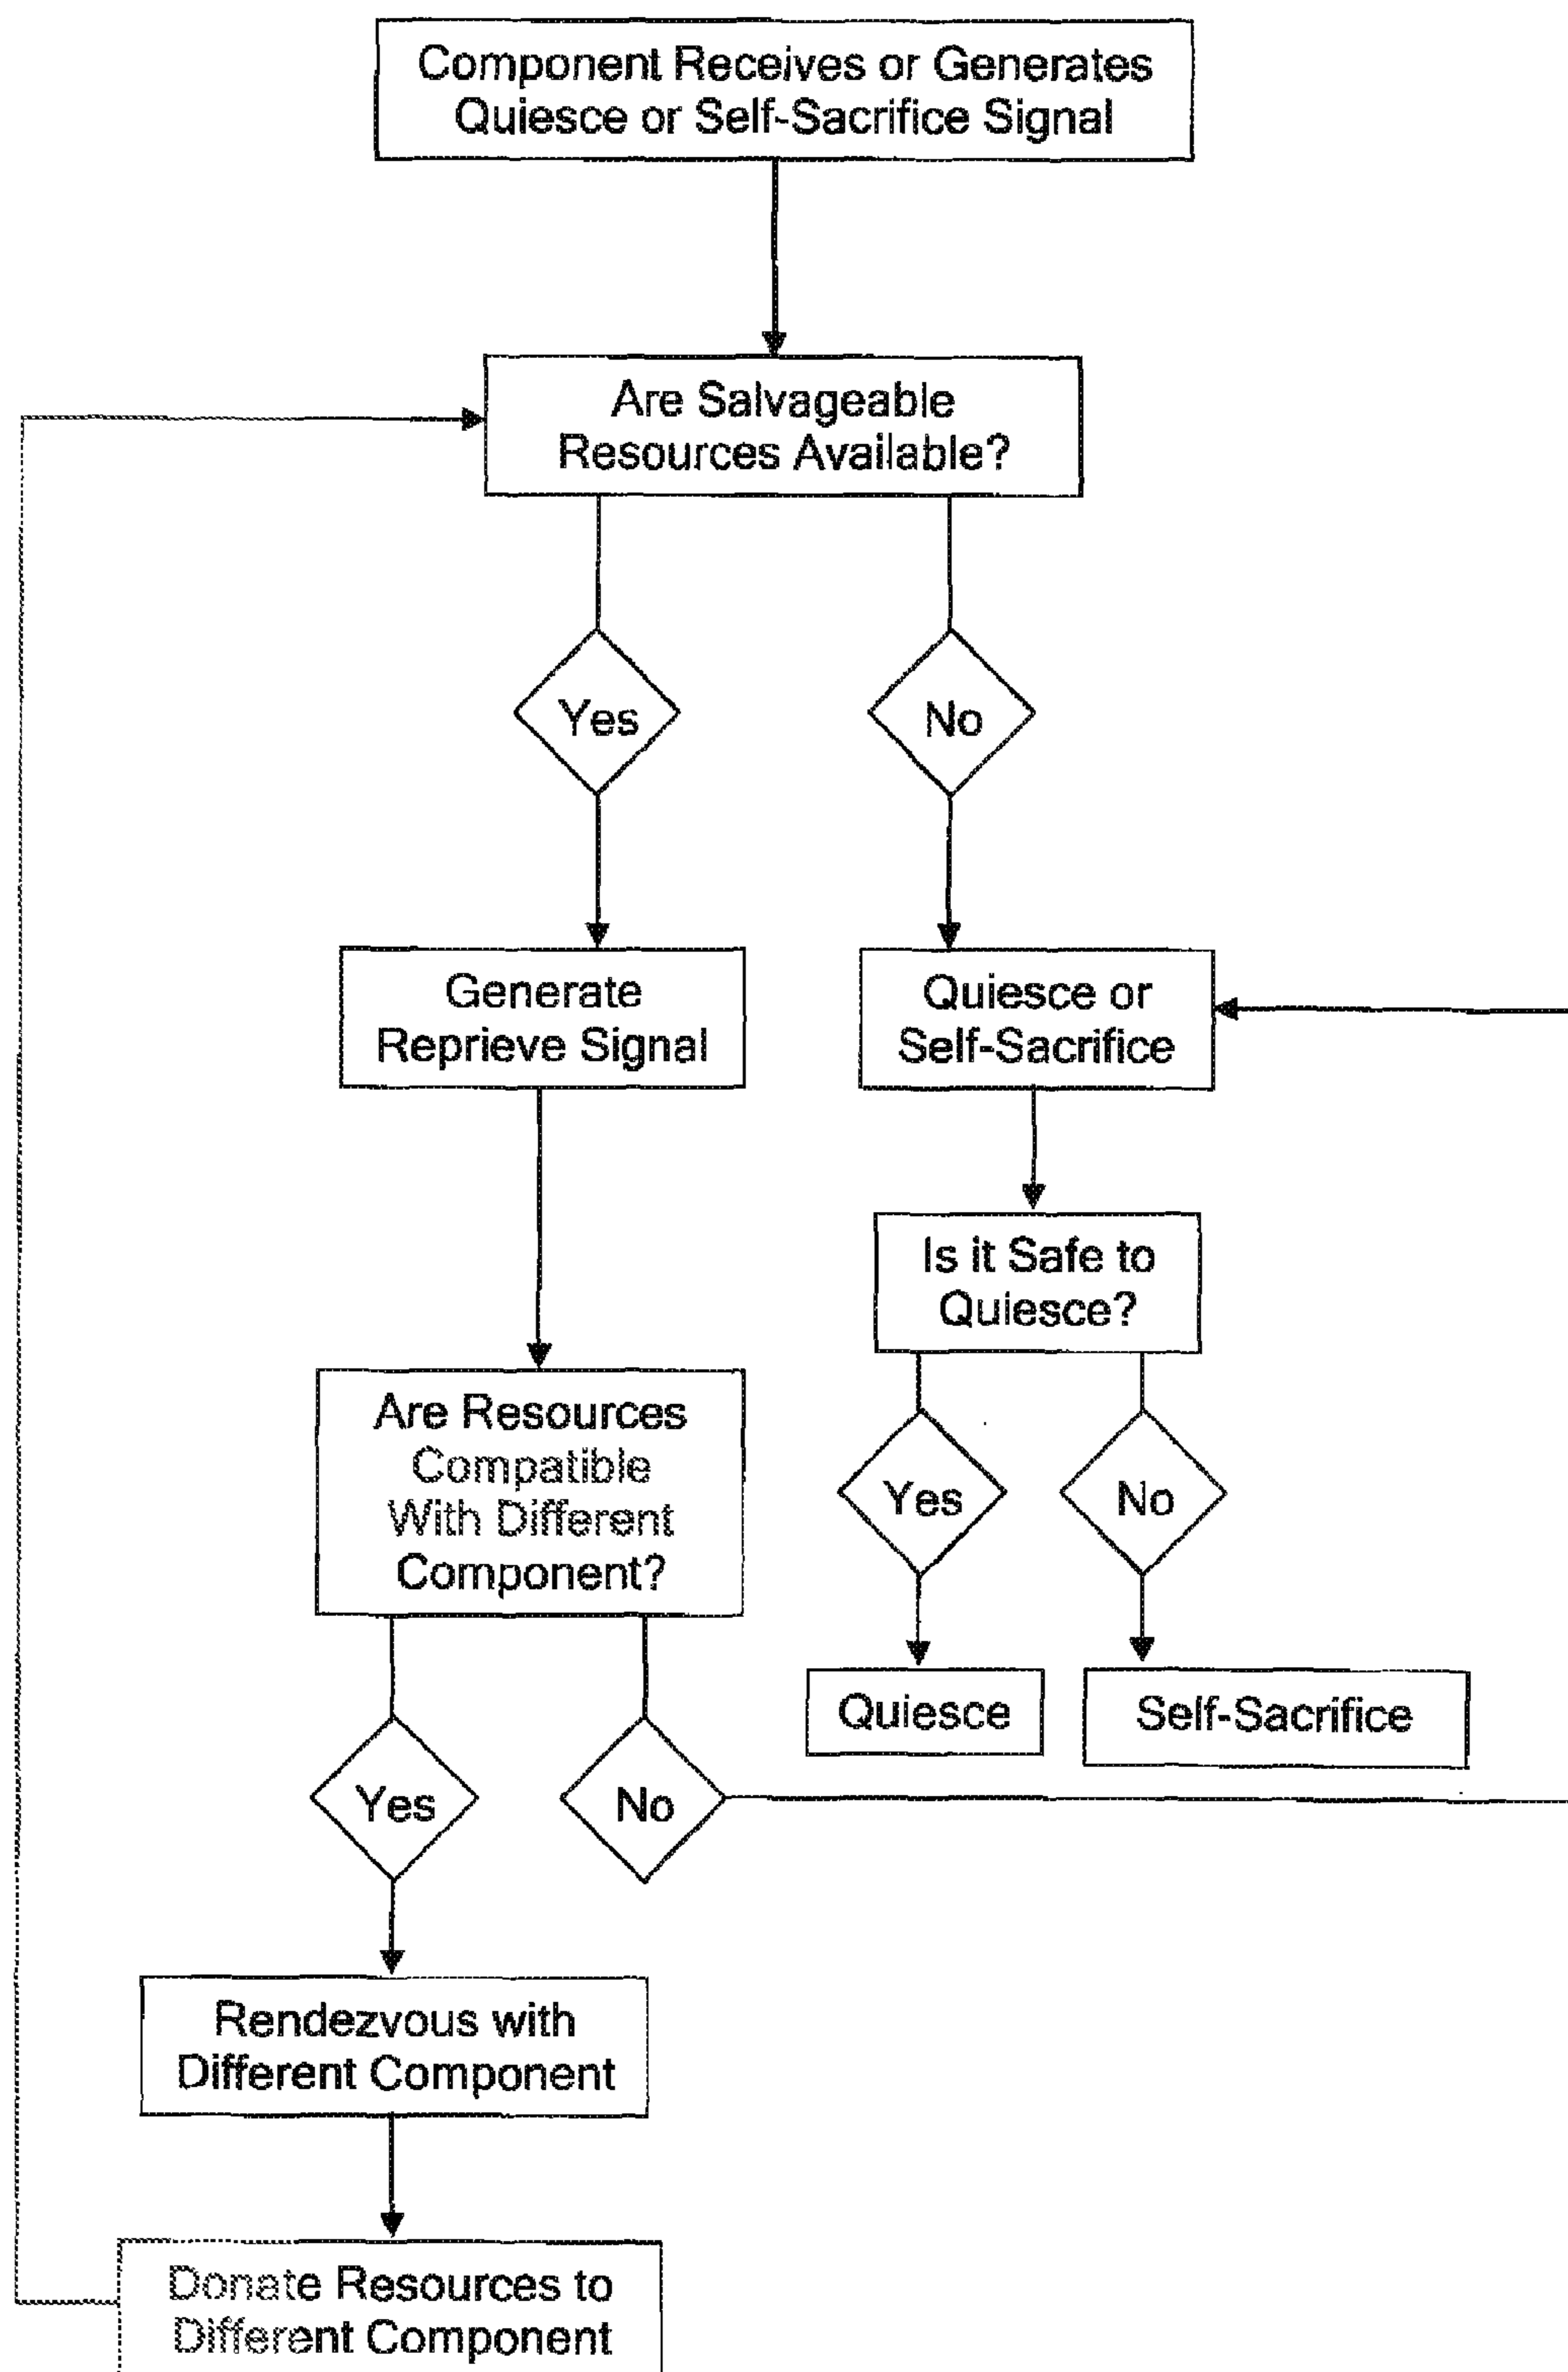 Component Receives or Generates
Quiesce or Self-Sacrifice Signal
Are Salvageable
Resources Available?
Yes
No
Generate
Reprieve Signal
Quiesce or
Self-Sacrifice
Is it Safe to
Quiesce?
Are Resources
Compatible
With Different
Component?
Yes
No
Quiesce
Self-Sacrifice
Yes
No
Rendezvous with
Different Component
Donate Resources to
Different Component